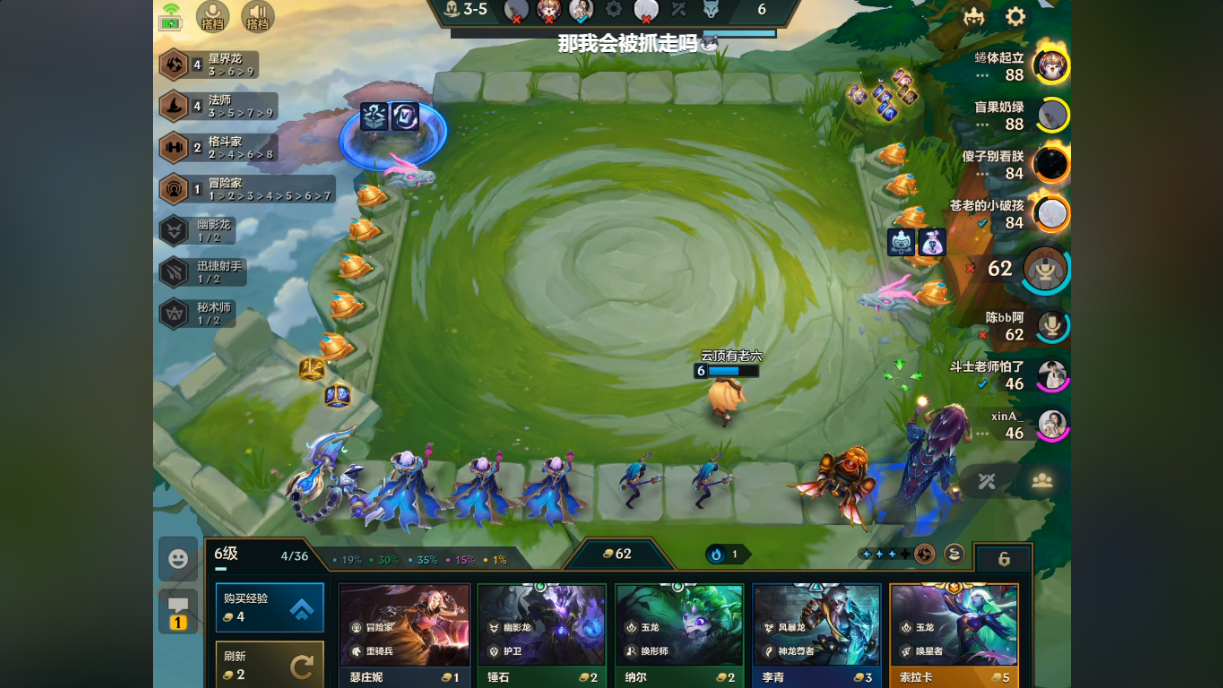 搭档
搭档
3-5
6
那我会被抓走吗
4 星界龙
3 > 6 > 9
4 法师
3 > 5 > 7 > 9
2 格斗家
2 > 4 > 6 > 8
1 冒险家
1 > 2 > 3 > 4 > 5 > 6 > 7
幽影龙
1 / 2
迅捷射手
1 / 2
秘术师
1 / 2
蜷体起立
88
盲果奶绿
88
傻子别看朕
84
苍老的小破孩
84
62
陈bb阿
62
斗士老师怕了
46
xinA_
46
云顶有老六
6
6级
4/36
19% 30% 35% 15% 1%
62
1
1
购买经验
4
刷新
2
冒险家
重骑兵
瑟庄妮 1
幽影龙
护卫
锤石 2
玉龙
换形师
纳尔 2
风暴龙
神龙尊者
李青 3
玉龙
唤星者
索拉卡 5